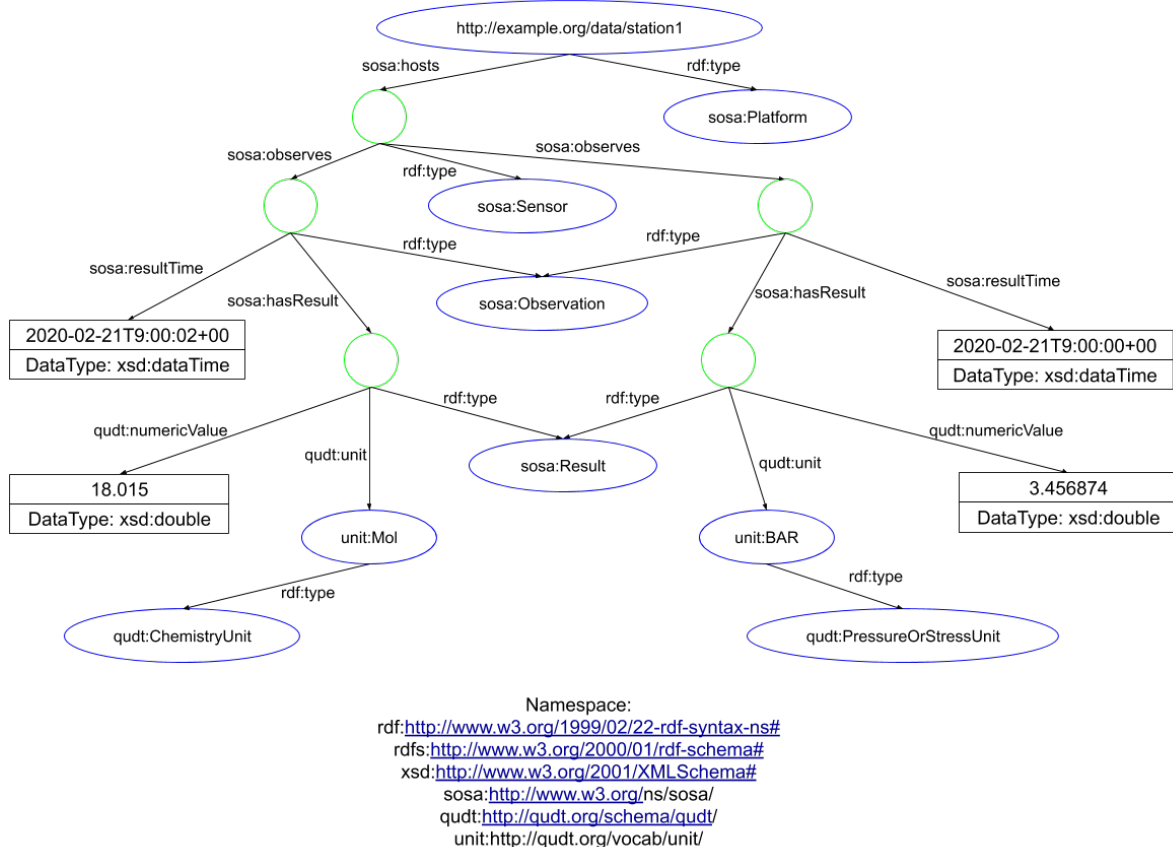 http://example.org/data/station1
sosa:hosts
rdf:type
sosa:Platform
sosa:observes
rdf:type
sosa:observes
sosa:Sensor
sosa:resultTime
rdf:type
rdf:type
sosa:resultTime
sosa:hasResult
sosa:Observation
sosa:hasResult
2020-02-21T9:00:02+00
DataType: xsd:dataTime
2020-02-21T9:00:00+00
DataType: xsd:dataTime
qudt:numericValue
rdf:type
rdf:type
qudt:numericValue
qudt:unit
sosa:Result
qudt:unit
18.015
DataType: xsd:double
3.456874
DataType: xsd:double
unit:Mol
unit:BAR
rdf:type
rdf:type
qudt:ChemistryUnit
qudt:PressureOrStressUnit
Namespace:
rdf:http://www.w3.org/1999/02/22-rdf-syntax-ns#
rdfs:http://www.w3.org/2000/01/rdf-schema#
xsd:http://www.w3.org/2001/XMLSchema#
sosa:http://www.w3.org/ns/sosa/
qudt:http://qudt.org/schema/qudt/
unit:http://qudt.org/vocab/unit/